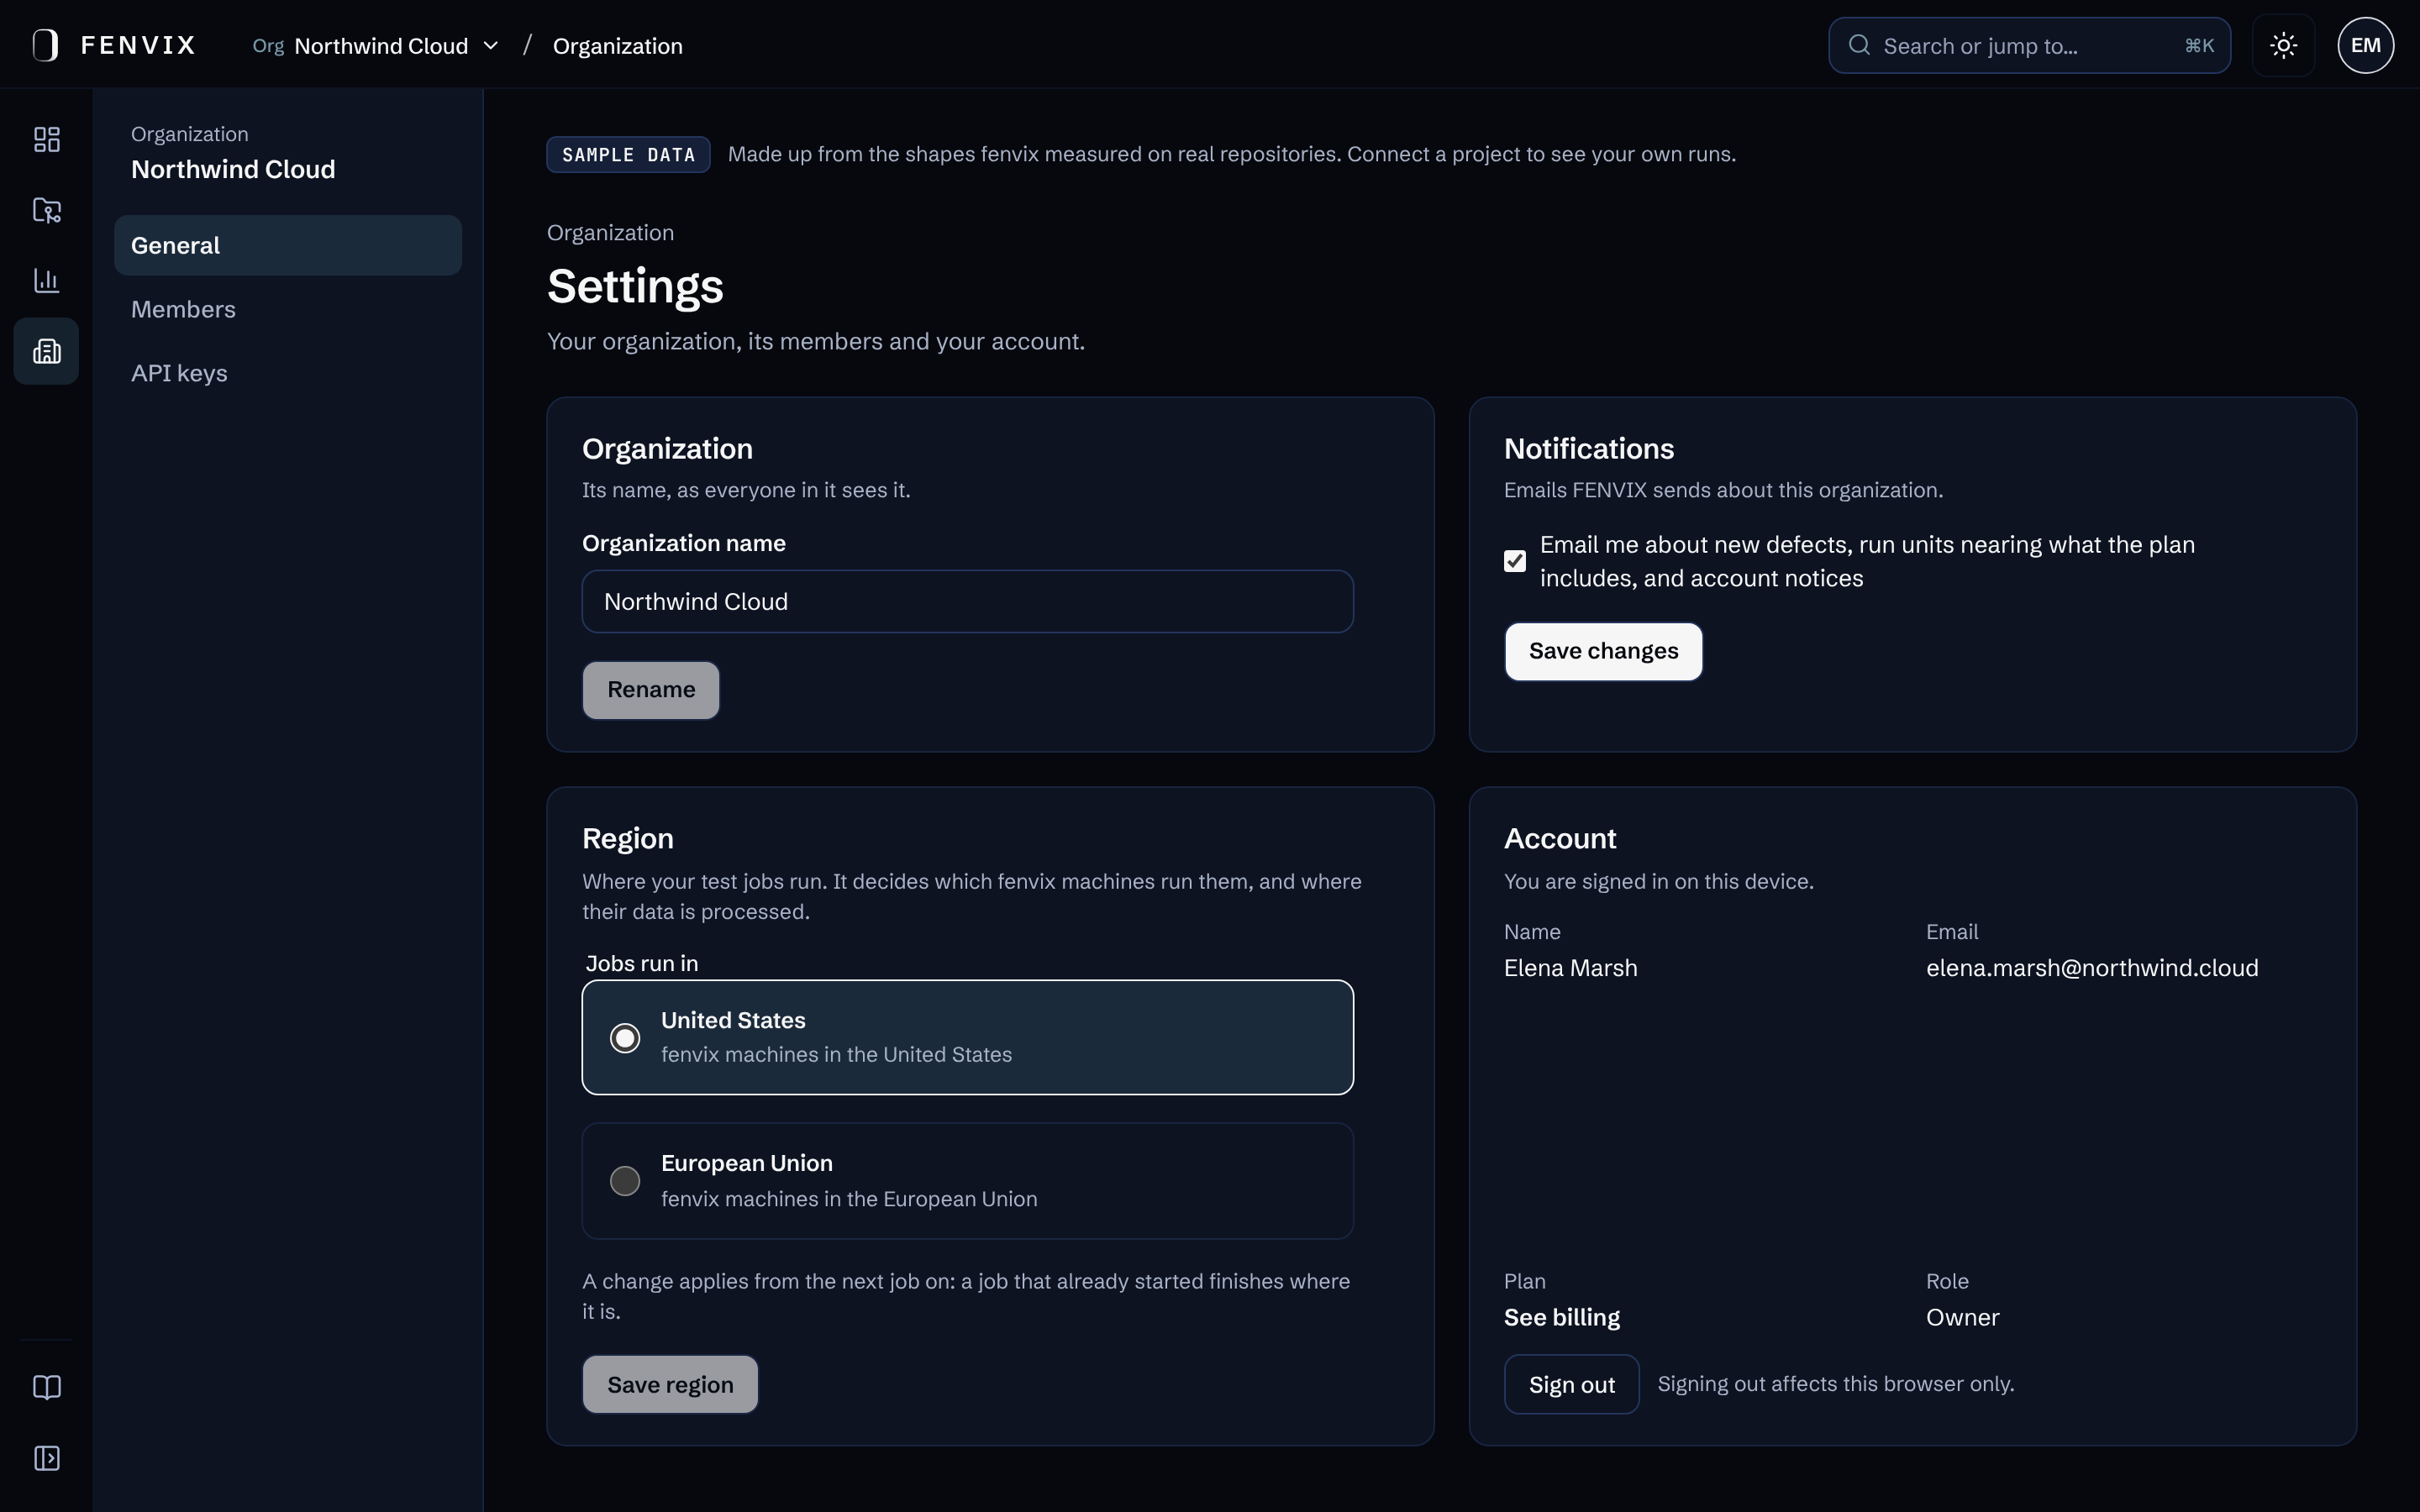 FENVIX
Org Northwind Cloud / Organization
Search or jump to... ⌘K
EM
Organization
Northwind Cloud
General
Members
API keys
SAMPLE DATA Made up from the shapes fenvix measured on real repositories. Connect a project to see your own runs.
Organization
Settings
Your organization, its members and your account.
Organization
Its name, as everyone in it sees it.
Organization name
Northwind Cloud
Rename
Notifications
Emails FENVIX sends about this organization.
Email me about new defects, run units nearing what the plan
includes, and account notices
Save changes
Region
Where your test jobs run. It decides which fenvix machines run them, and where
their data is processed.
Jobs run in
United States
fenvix machines in the United States
European Union
fenvix machines in the European Union
A change applies from the next job on: a job that already started finishes where
it is.
Save region
Account
You are signed in on this device.
Name
Elena Marsh
Email
elena.marsh@northwind.cloud
Plan
See billing
Role
Owner
Sign out Signing out affects this browser only.